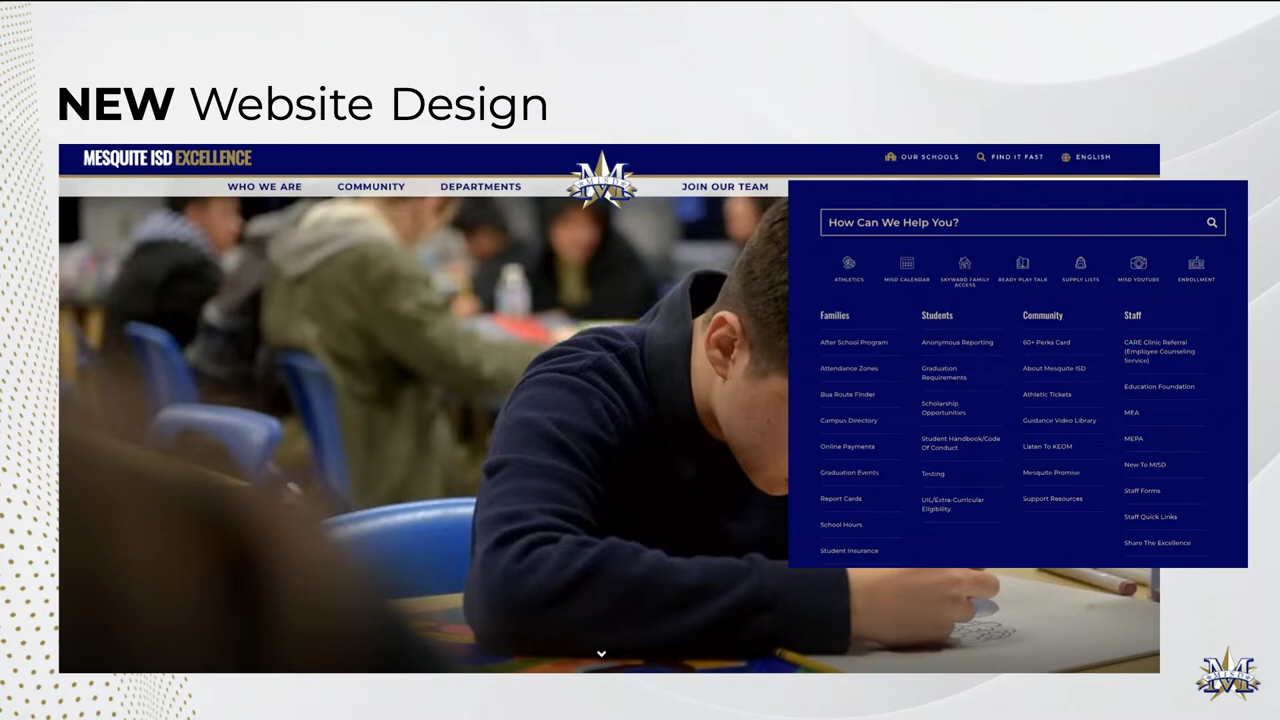 NEW Website Design
MESQUITE ISD EXCELLENCE
OUR SCHOOLS
FIND IT FAST
ENGLISH
WHO WE ARE
COMMUNITY
DEPARTMENTS
M
MISD
JOIN OUR TEAM
How Can We Help You?
ATHLETICS
MISD CALENDAR
SKYWARD FAMILY
ACCESS
READY PLAY TALK
SUPPLY LISTS
MISD YOUTUBE
ENROLLMENT
Families
After School Program
Attendance Zones
Bus Route Finder
Campus Directory
Online Payments
Graduation Events
Report Cards
School Hours
Student Insurance
Students
Anonymous Reporting
Graduation
Requirements
Scholarship
Opportunities
Student Handbook/Code
Of Conduct
Testing
UIL/Extra-Curricular
Eligibility
Community
60+ Perks Card
About Mesquite ISD
Athletic Tickets
Guidance Video Library
Listen To KEOM
Mesquite Promise
Support Resources
Staff
CARE Clinic Referral
(Employee Counseling
Service)
Education Foundation
MEA
MEPA
New To MISD
Staff Forms
Staff Quick Links
Share The Excellence
M
MISD